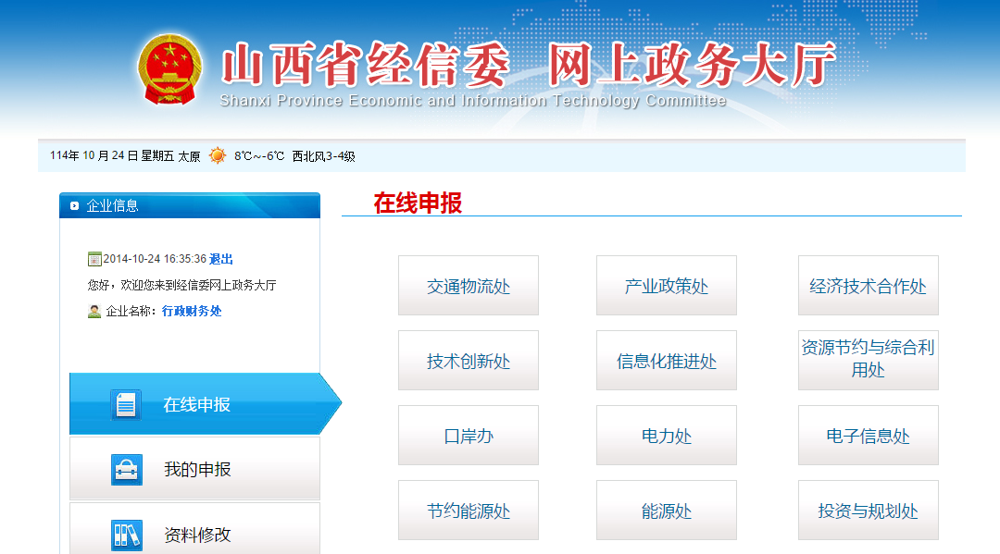 山西省经信委 网上政务大厅
Shanxi Province Economic and Information Technology Committee
114年 10 月 24 日 星期五 太原 8℃~-6℃ 西北风3-4级
企业信息
2014-10-24 16:35:36 退出
您好，欢迎您来到经信委网上政务大厅
企业名称：行政财务处
在线申报
我的申报
资料修改
在线申报
交通物流处 产业政策处 经济技术合作处
技术创新处 信息化推进处 资源节约与综合利
用处
口岸办 电力处 电子信息处
节约能源处 能源处 投资与规划处